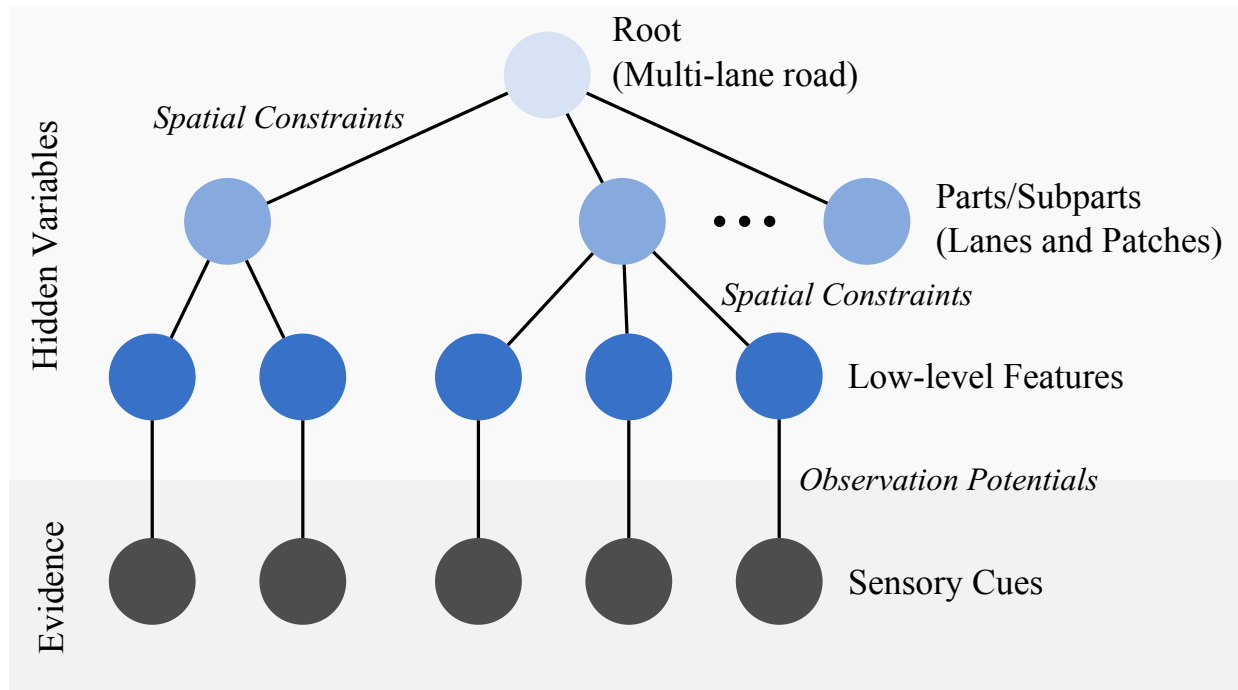 Root
(Multi-lane road)
Spatial Constraints
Hidden Variables
Parts/Subparts
(Lanes and Patches)
Spatial Constraints
Low-level Features
Observation Potentials
Evidence
Sensory Cues